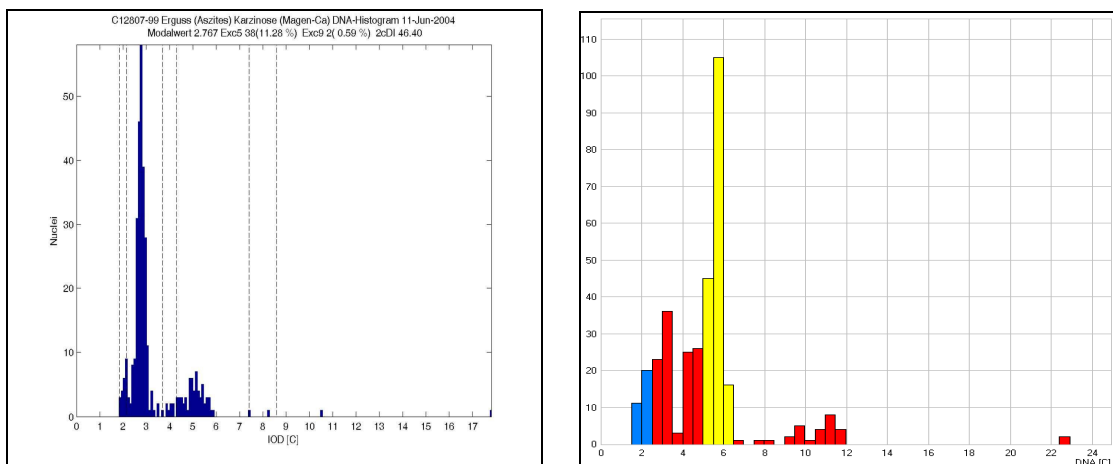 C12807-99 Erguss (Aszites) Karzinose (Magen-Ca) DNA-Histogram 11-Jun-2004
Modalwert 2.767 Exc5 38(11.28 %) Exc9 2( 0.59 %) 2cDI 46.40
Nuclei
50
40
30
20
10
0
0 1 2 3 4 5 6 7 8 9 10 11 12 13 14 15 16 17
IOD [C]
110
100
90
80
70
60
50
40
30
20
10
0
0 2 4 6 8 10 12 14 16 18 20 22 24
DNA [C]